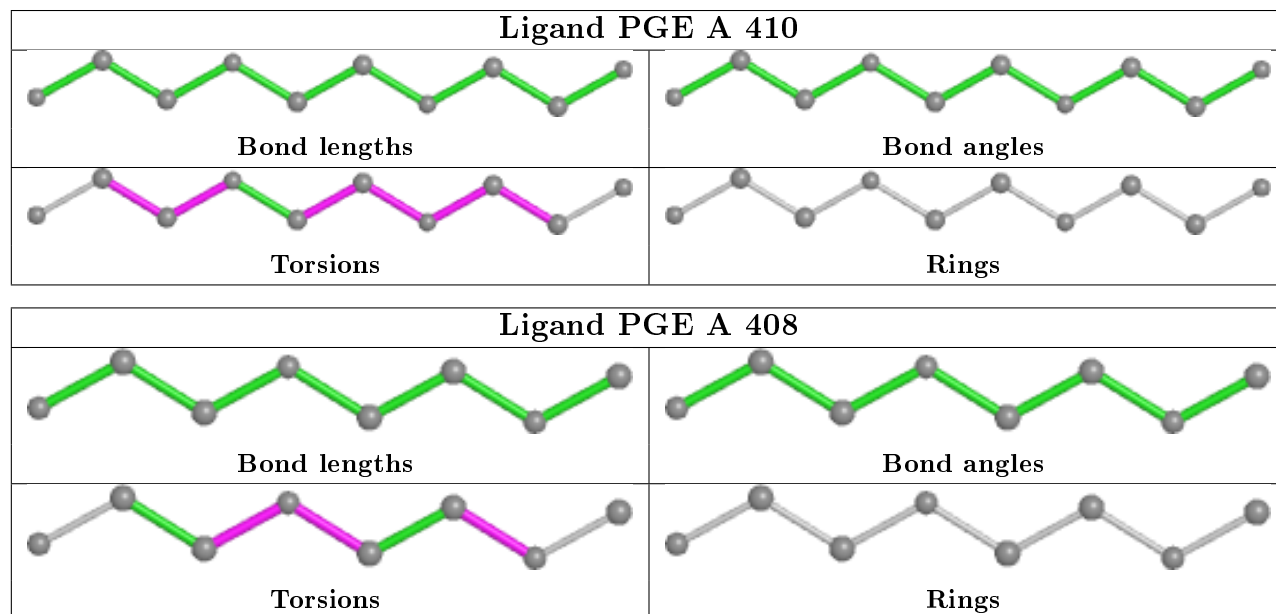 Ligand PGE A 410
Bond lengths
Bond angles
Torsions
Rings
Ligand PGE A 408
Bond lengths
Bond angles
Torsions
Rings